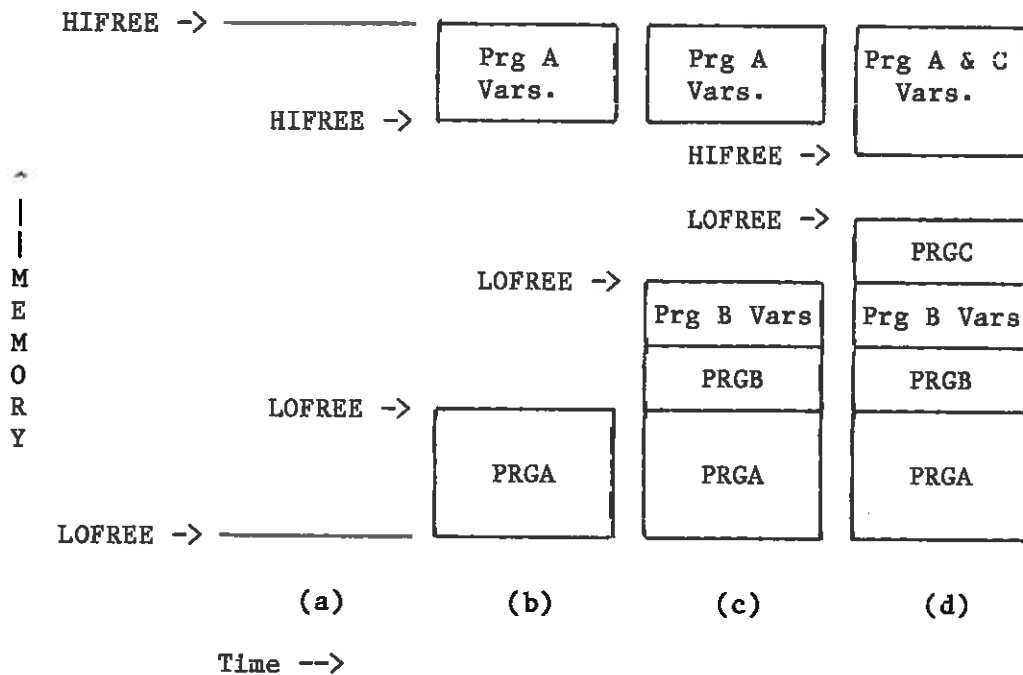 HIFREE ->
Prg A
Vars.
Prg A
Vars.
Prg A & C
Vars.
HIFREE ->
HIFREE ->
LOFREE ->
PRGC
LOFREE ->
Prg B Vars
Prg B Vars
PRGB
PRGB
LOFREE ->
PRGA
PRGA
PRGA
LOFREE ->
^
|
|
M
E
M
O
R
Y
(a)
(b)
(c)
(d)
Time -->